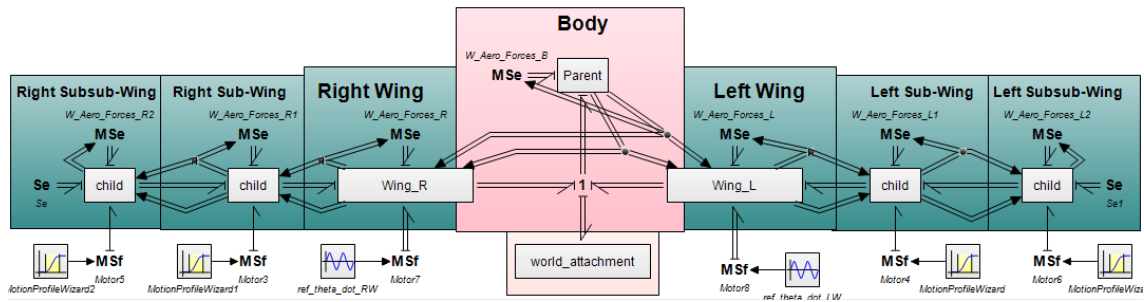 Body
W_Aero_Forces_B
MSe
Parent
Right Subsub-Wing
W_Aero_Forces_R2
MSe
child
Se
Se
Right Sub-Wing
W_Aero_Forces_R1
MSe
child
Right Wing
W_Aero_Forces_R
MSe
Wing_R
1
Left Wing
W_Aero_Forces_L
MSe
Wing_L
Left Sub-Wing
W_Aero_Forces_L1
MSe
child
Left Subsub-Wing
W_Aero_Forces_L2
MSe
child
Se
Se1
world_attachment
MotionProfileWizard2
MSf
Motor5
MotionProfileWizard1
MSf
Motor3
ref_theta_dot_RW
MSf
Motor7
MSf
Motor8
ref_theta_dot_LW
MSf
Motor4
MotionProfileWizard
MSf
Motor6
MotionProfileWiza